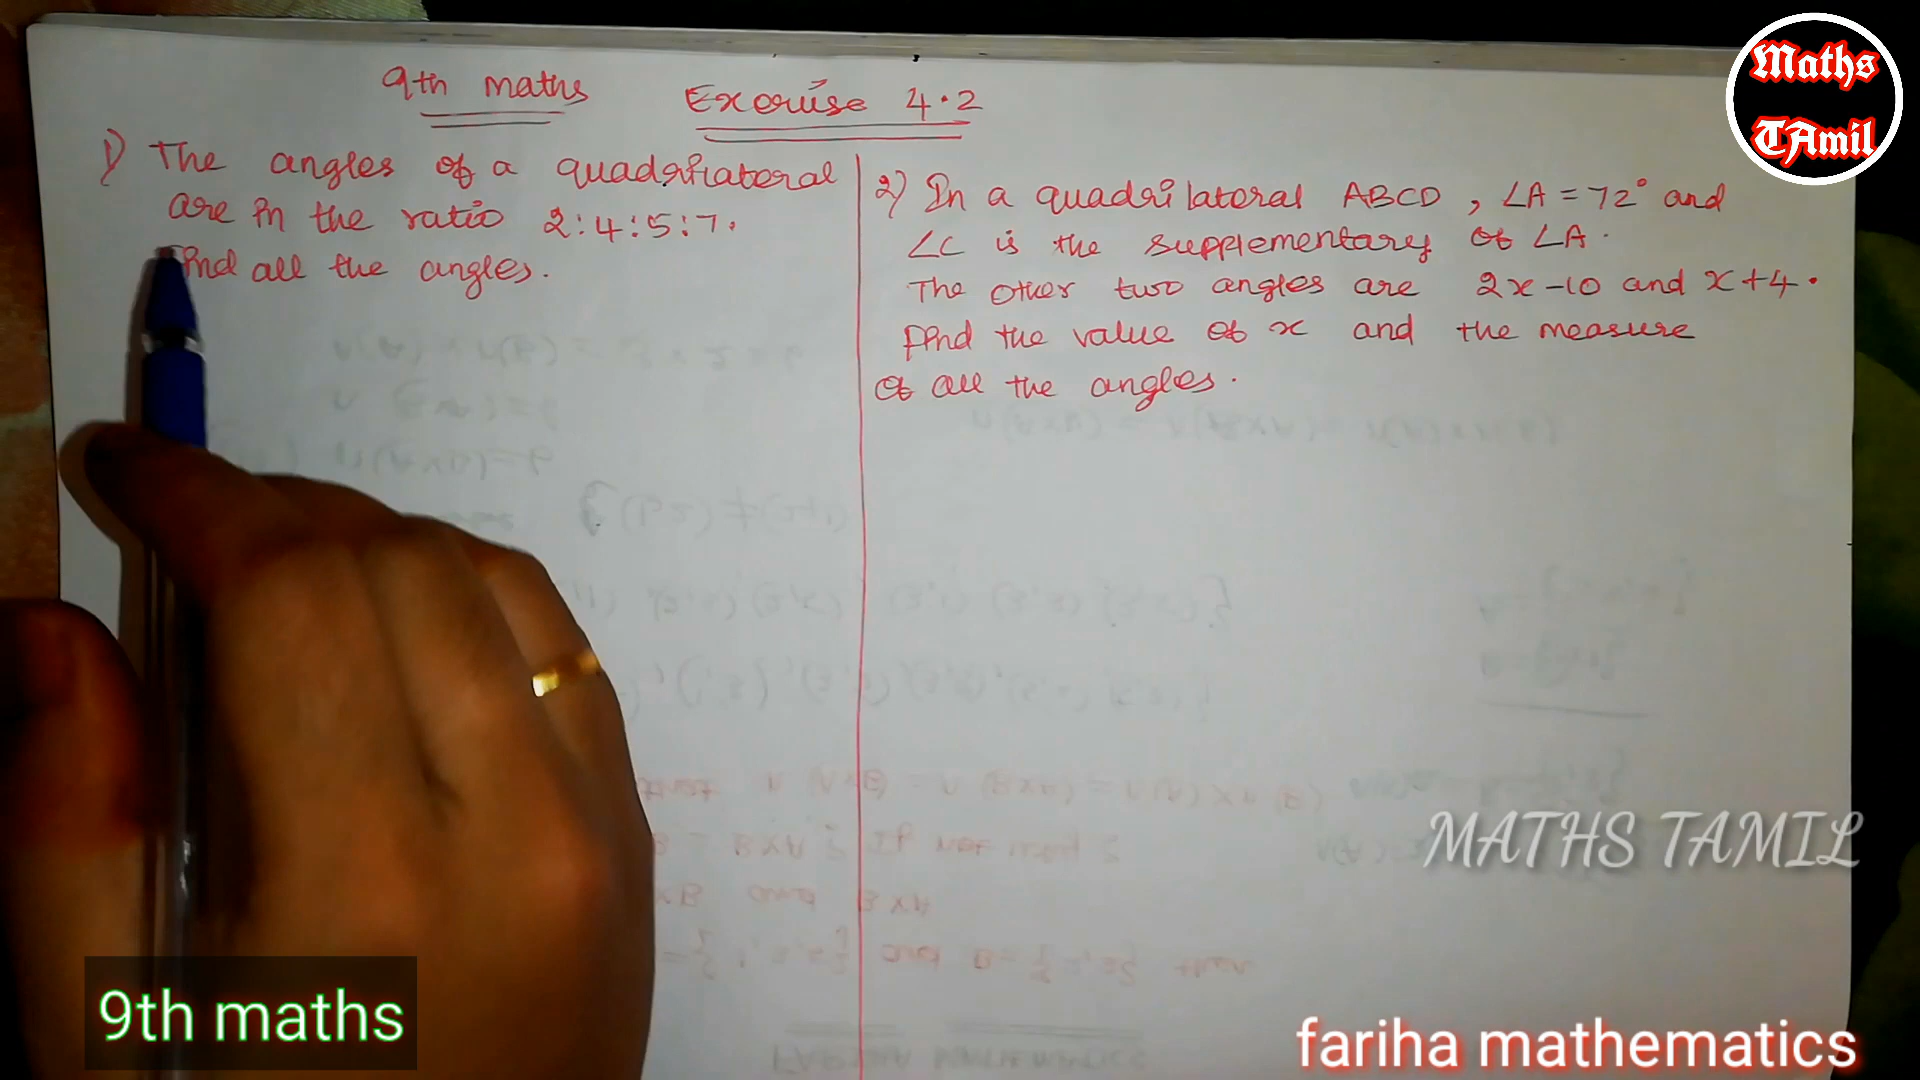 9th maths Exercise 4.2
1) The angles of a quadrilateral
are in the ratio 2:4:5:7.
Find all the angles.
2) In a quadrilateral ABCD, ∠A = 72° and
∠C is the supplementary of ∠A.
The other two angles are 2x-10 and x+4.
Find the value of x and the measure
of all the angles.
Maths
TAmil
MATHS TAMIL
9th maths
fariha mathematics